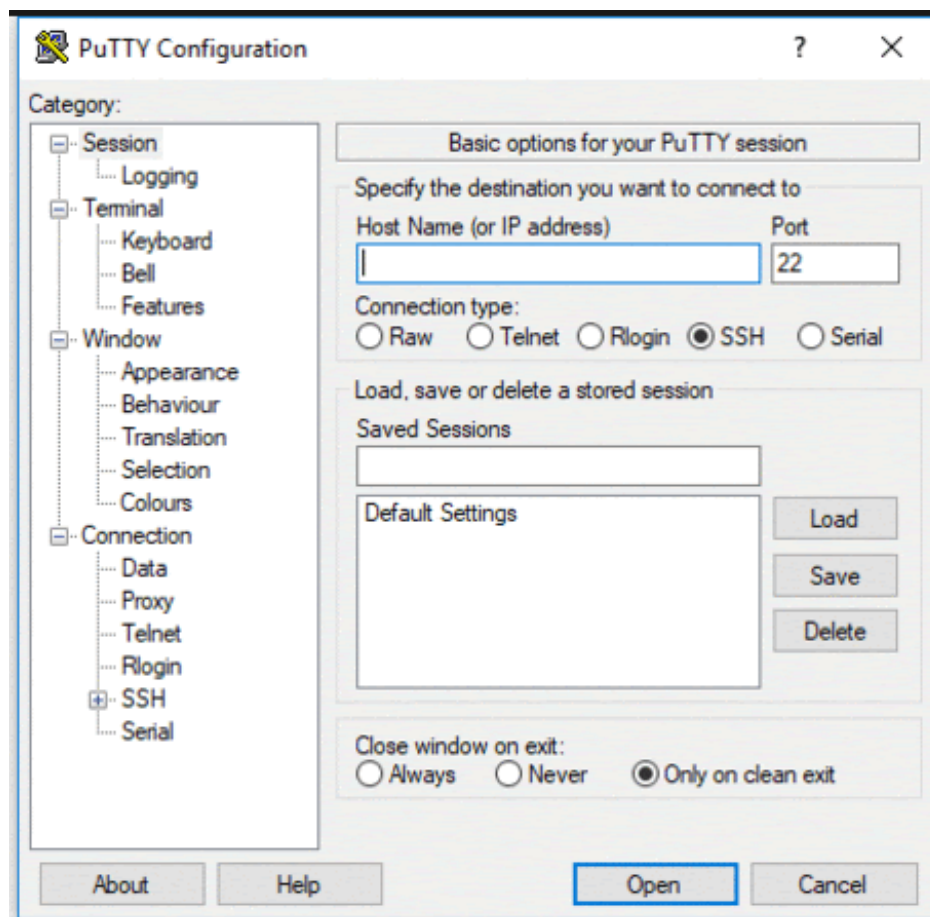 PuTTY Configuration ? ×
Category:
Session
Logging
Terminal
Keyboard
Bell
Features
Window
Appearance
Behaviour
Translation
Selection
Colours
Connection
Data
Proxy
Telnet
Rlogin
SSH
Serial
Basic options for your PuTTY session
Specify the destination you want to connect to
Host Name (or IP address) Port
22
Connection type:
Raw Telnet Rlogin SSH Serial
Load, save or delete a stored session
Saved Sessions
Default Settings
Load
Save
Delete
Close window on exit:
Always Never Only on clean exit
About Help Open Cancel